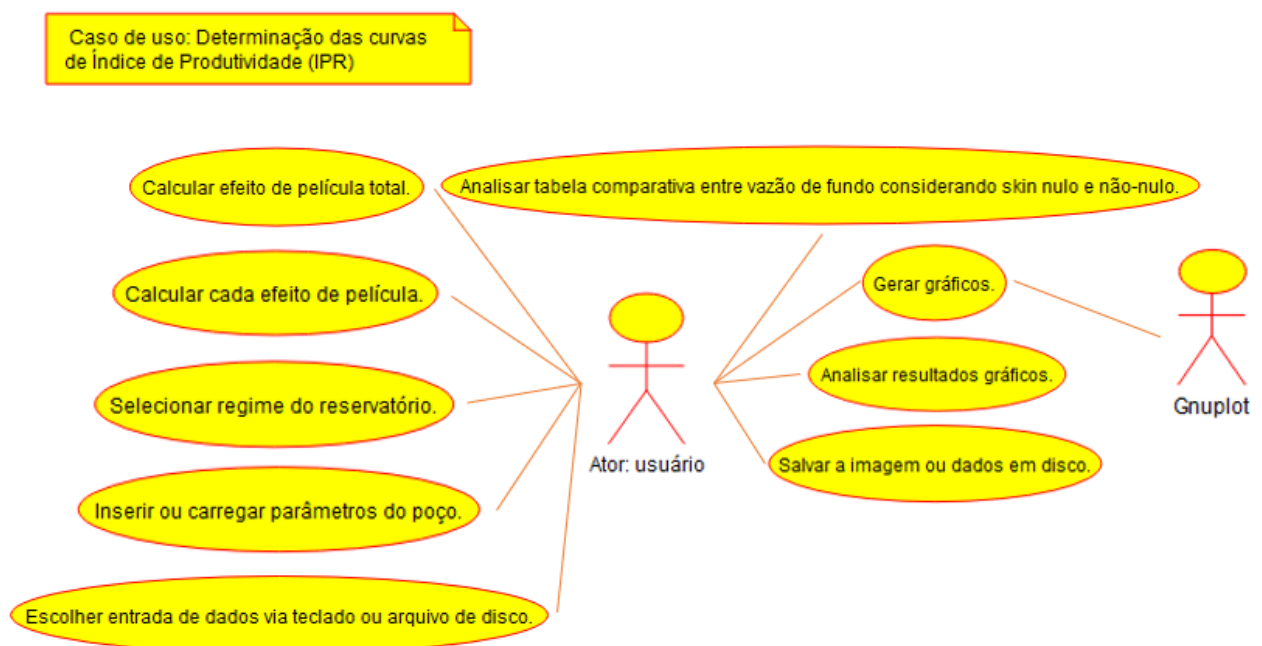 Caso de uso: Determinação das curvas
de Índice de Produtividade (IPR)
Calcular efeito de película total.
Analisar tabela comparativa entre vazão de fundo considerando skin nulo e não-nulo.
Calcular cada efeito de película.
Gerar gráficos.
Selecionar regime do reservatório.
Analisar resultados gráficos.
Gnuplot
Ator: usuário
Salvar a imagem ou dados em disco.
Inserir ou carregar parâmetros do poço.
Escolher entrada de dados via teclado ou arquivo de disco.